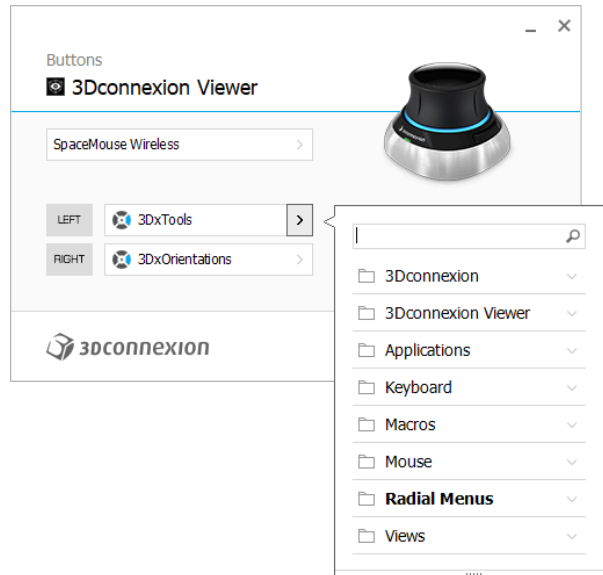 Buttons
3Dconnexion Viewer
SpaceMouse Wireless
LEFT
3DxTools
RIGHT
3DxOrientations
3Dconnexion
3Dconnexion
3Dconnexion Viewer
Applications
Keyboard
Macros
Mouse
Radial Menus
Views